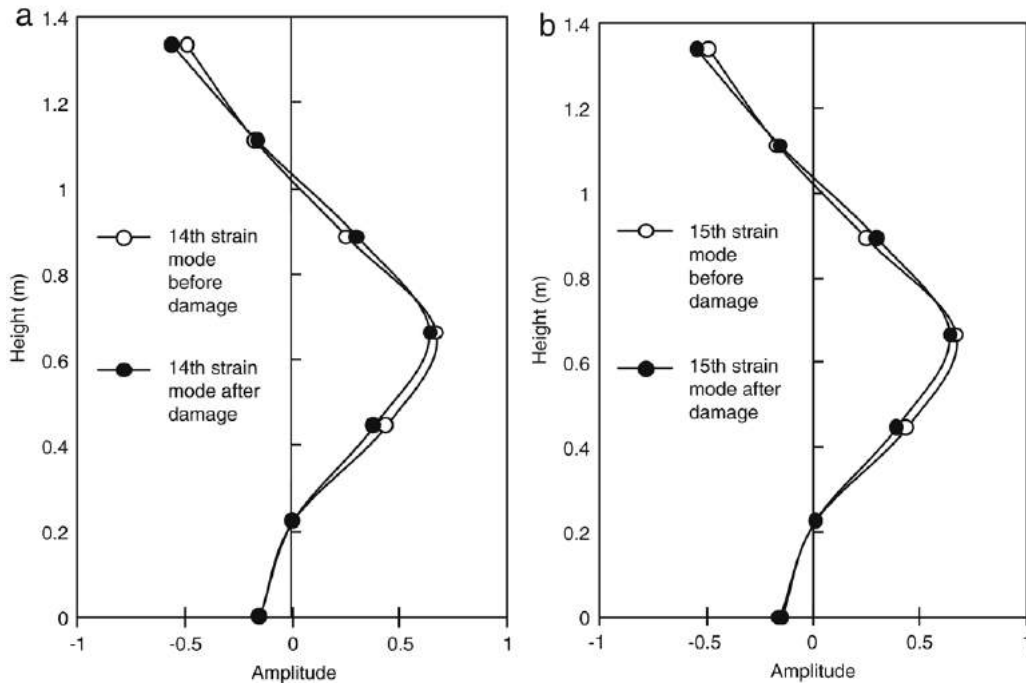 a
1.4
1.2
1
0.8
0.6
0.4
0.2
0
Height (m)
14th strain
mode
before
damage
14th strain
mode after
damage
-1
-0.5
0
0.5
1
Amplitude
b
1.4
1.2
1
0.8
0.6
0.4
0.2
0
Height (m)
15th strain
mode
before
damage
15th strain
mode after
damage
-1
-0.5
0
0.5
1
Amplitude